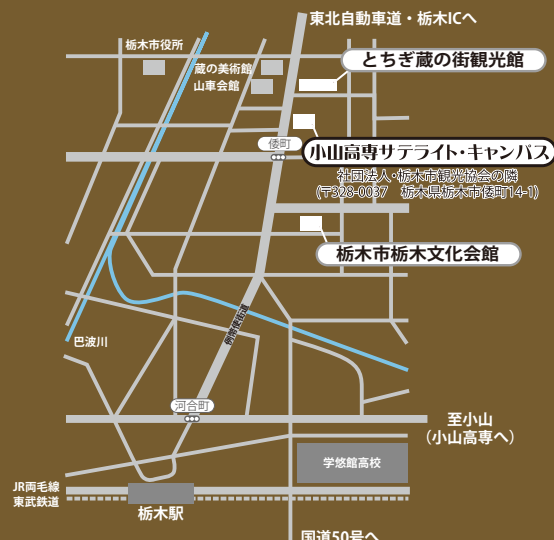 東北自動車道・栃木ICへ
栃木市役所
とちぎ蔵の街観光館
蔵の美術館
山車会館
倭町
小山高専サテライト・キャンパス
社団法人・栃木市観光協会の隣
(〒328-0037　栃木県栃木市倭町14-1)
栃木市栃木文化会館
例幣使街道
巴波川
河合町
至小山
（小山高専へ）
学悠館高校
JR両毛線
東武鉄道
栃木駅
国道50号へ